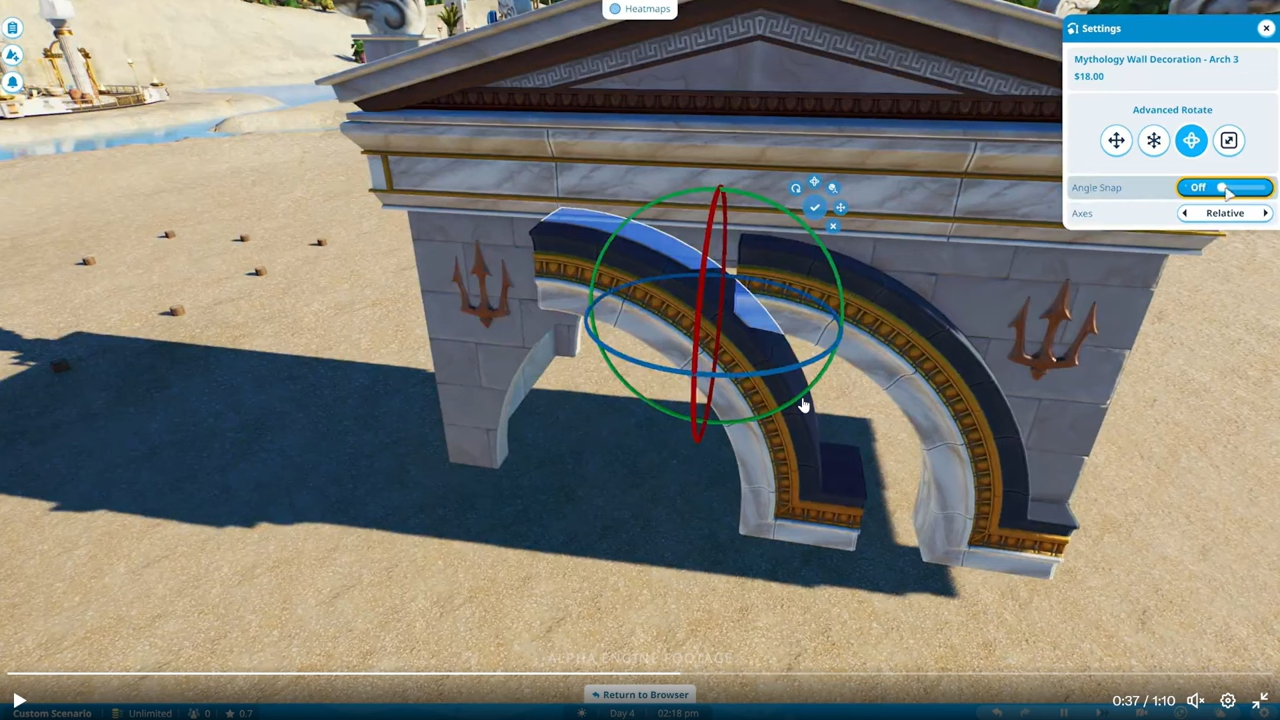 Heatmaps
Settings
Mythology Wall Decoration - Arch 3
$18.00
Advanced Rotate
Angle Snap Off
Axes Relative
ALPHA ENGINE FOOTAGE
Return to Browser
0:37 / 1:10
Custom Scenario Unlimited 0 0.7 Day 4 02:18 pm